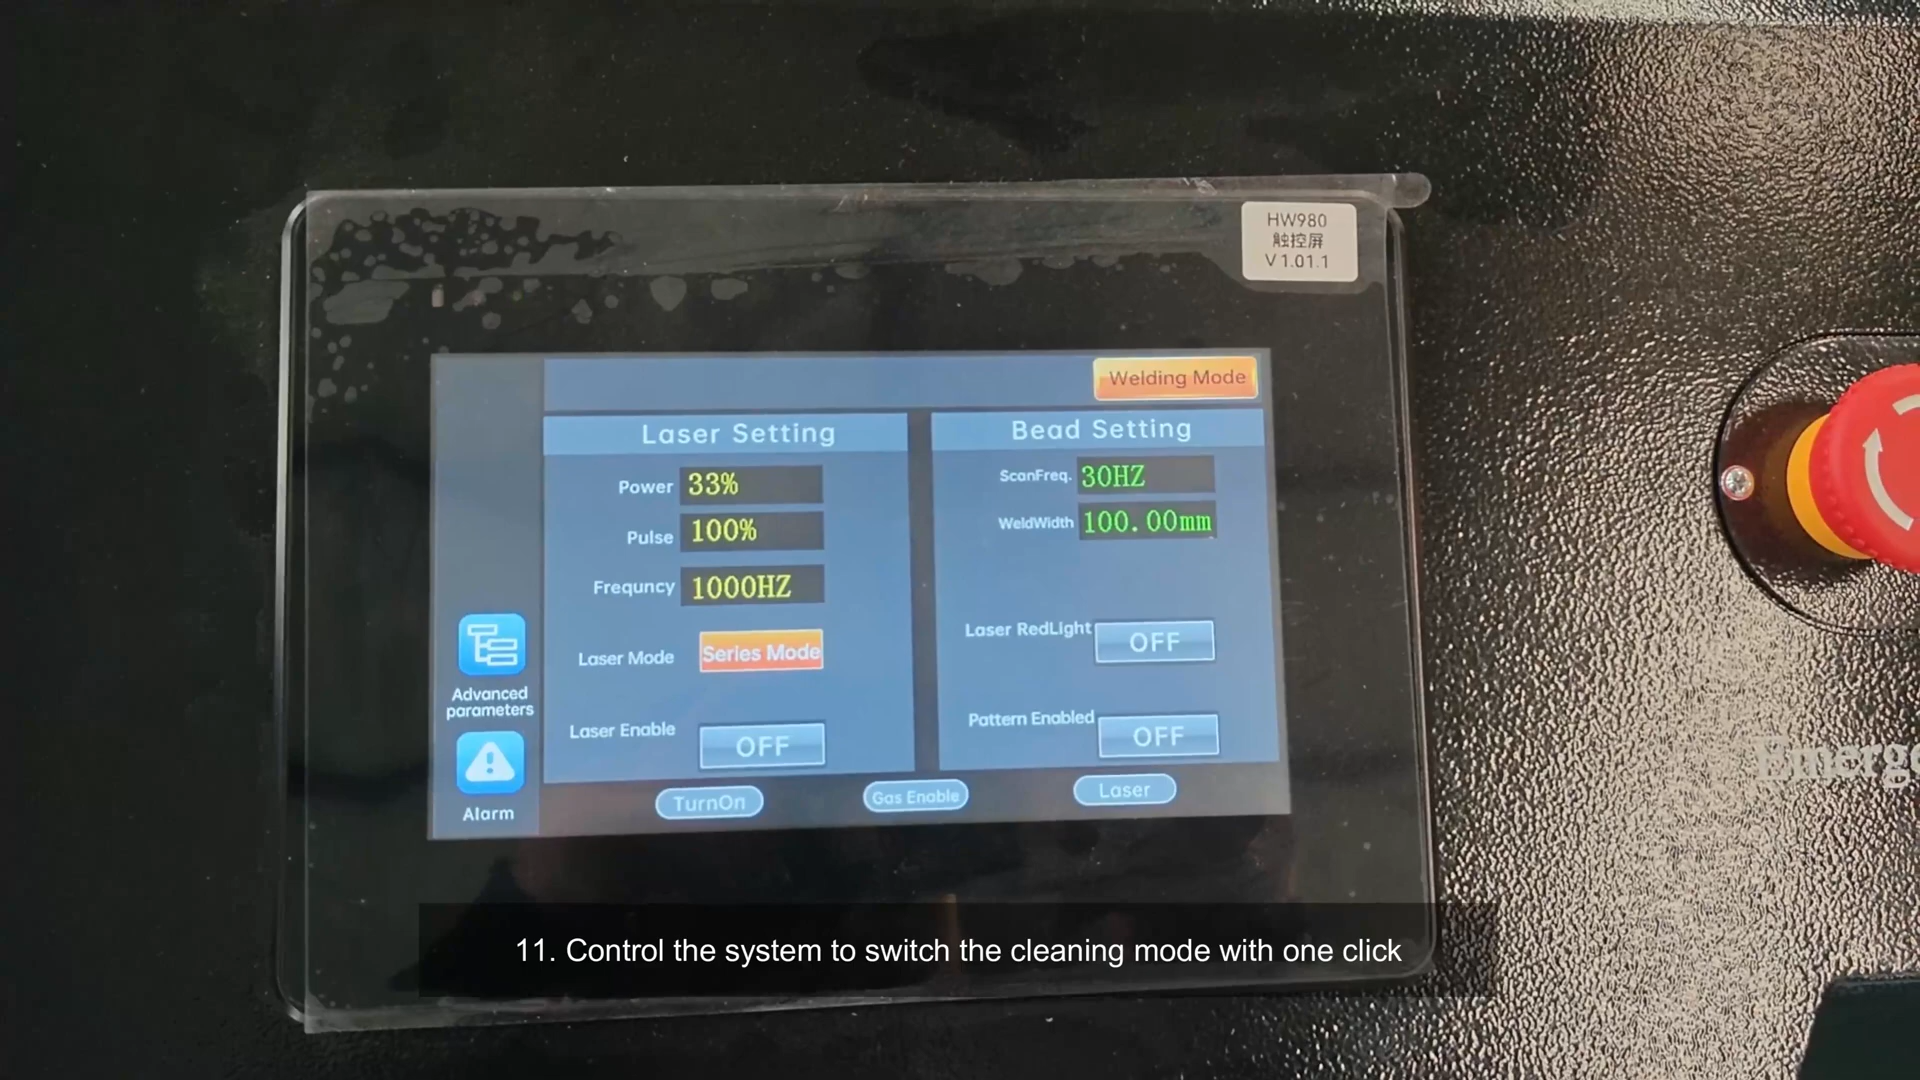 HW980
触控屏
V 1.01.1
Welding Mode
Laser Setting
Power 33%
Pulse 100%
Frequncy 1000HZ
Laser Mode Series Mode
Laser Enable OFF
Bead Setting
ScanFreq. 30HZ
WeldWidth 100.00mm
Laser RedLight OFF
Pattern Enabled OFF
Advanced
parameters
Alarm
TurnOn
Gas Enable
Laser
Emerge
11. Control the system to switch the cleaning mode with one click